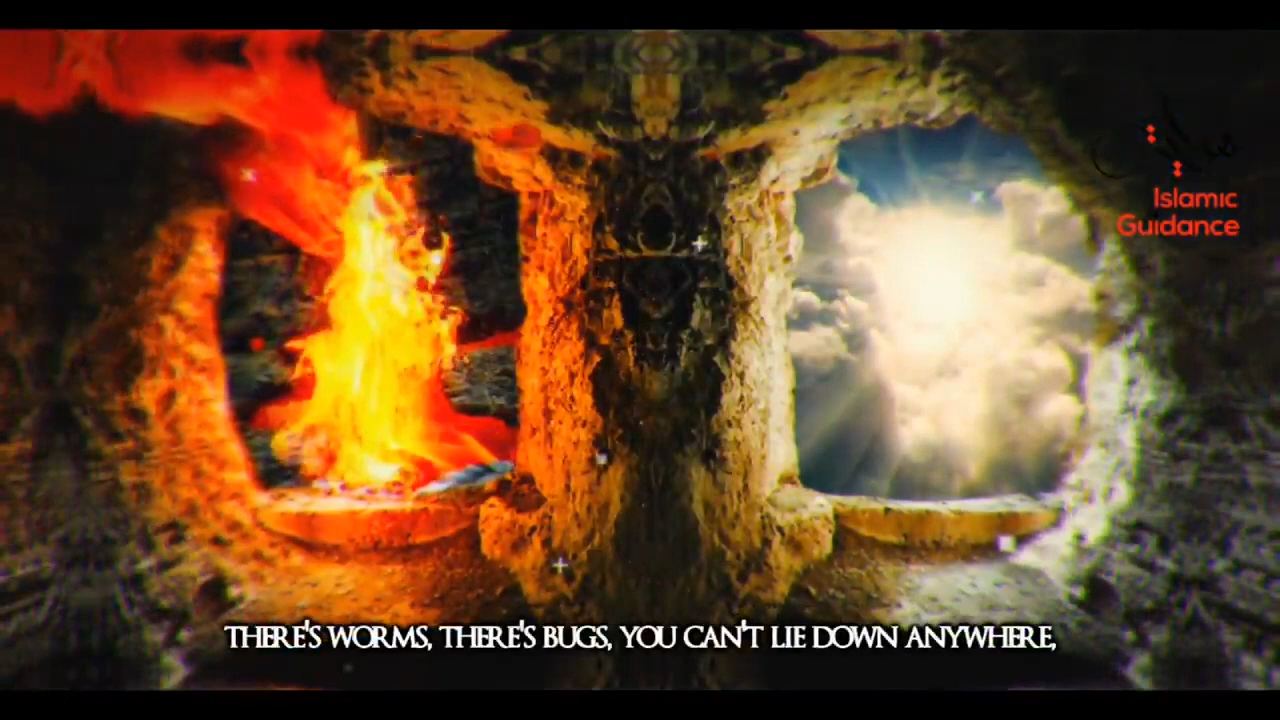 Islamic
Guidance
THERE'S WORMS, THERE'S BUGS, YOU CAN'T LIE DOWN ANYWHERE,